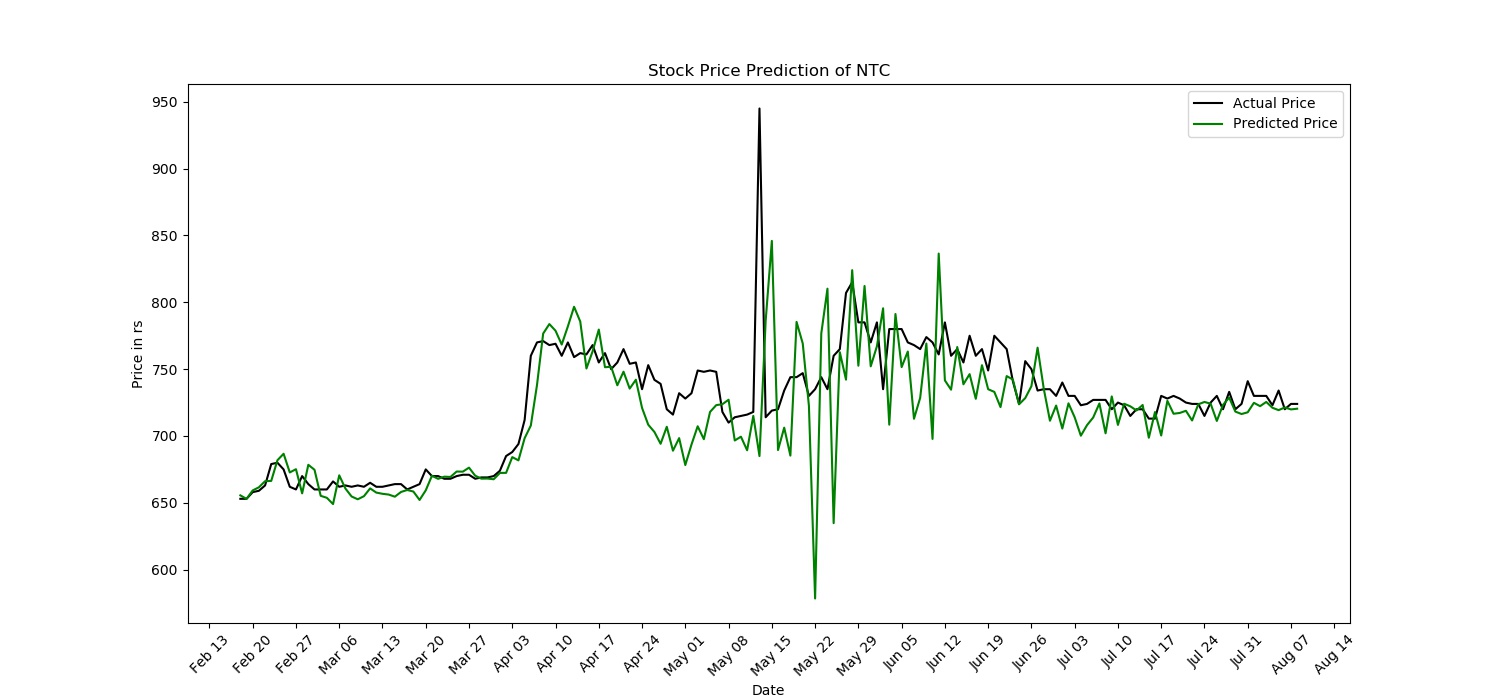 Stock Price Prediction of NTC
Actual Price
Predicted Price
950
900
850
800
750
700
650
600
Price in rs
Feb 13
Feb 20
Feb 27
Mar 06
Mar 13
Mar 20
Mar 27
Apr 03
Apr 10
Apr 17
Apr 24
May 01
May 08
May 15
May 22
May 29
Jun 05
Jun 12
Jun 19
Jun 26
Jul 03
Jul 10
Jul 17
Jul 24
Jul 31
Aug 07
Aug 14
Date